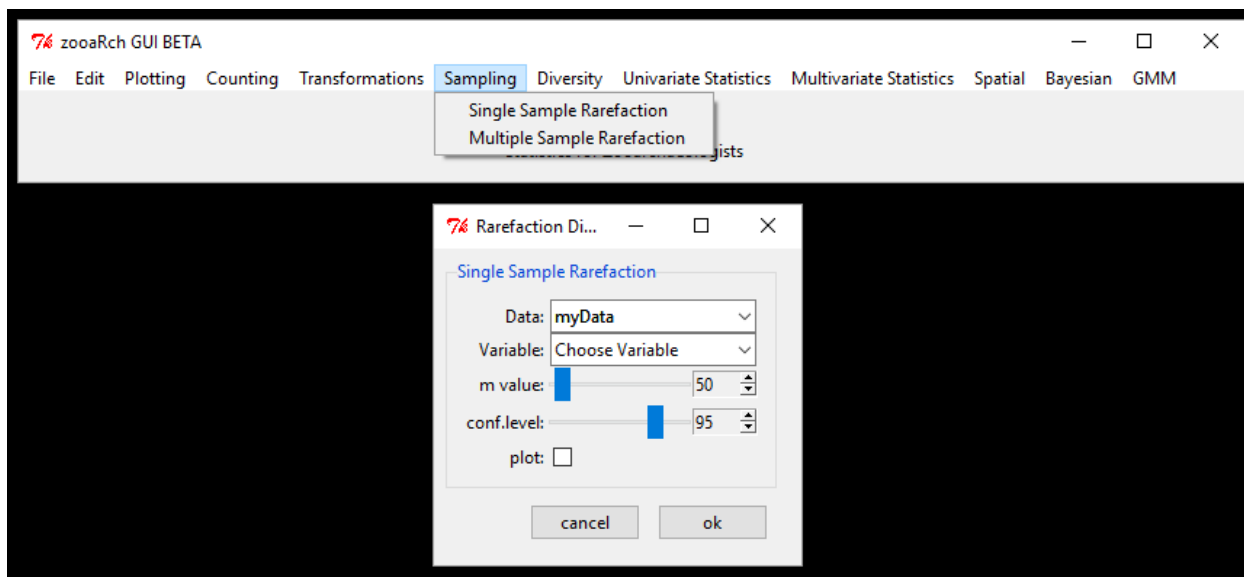 zooaRch GUI BETA
File Edit Plotting Counting Transformations Sampling Diversity Univariate Statistics Multivariate Statistics Spatial Bayesian GMM
Single Sample Rarefaction
Multiple Sample Rarefaction
Rarefaction Di...
Single Sample Rarefaction
Data: myData
Variable: Choose Variable
m value: 50
conf.level: 95
plot:
cancel ok